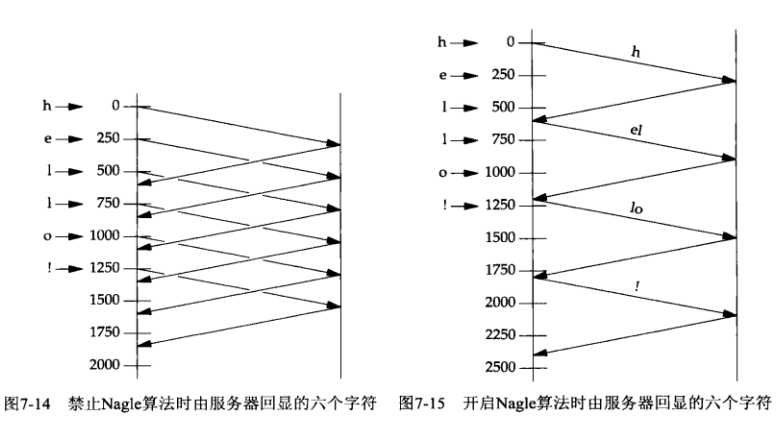 h 0
e 250
l 500
l 750
o 1000
! 1250
1500
1750
2000
图7-14 禁止Nagle算法时由服务器回显的六个字符
h 0
h
e 250
l 500
el
l 750
o 1000
! 1250
lo
1500
1750
!
2000
2250
2500
图7-15 开启Nagle算法时由服务器回显的六个字符